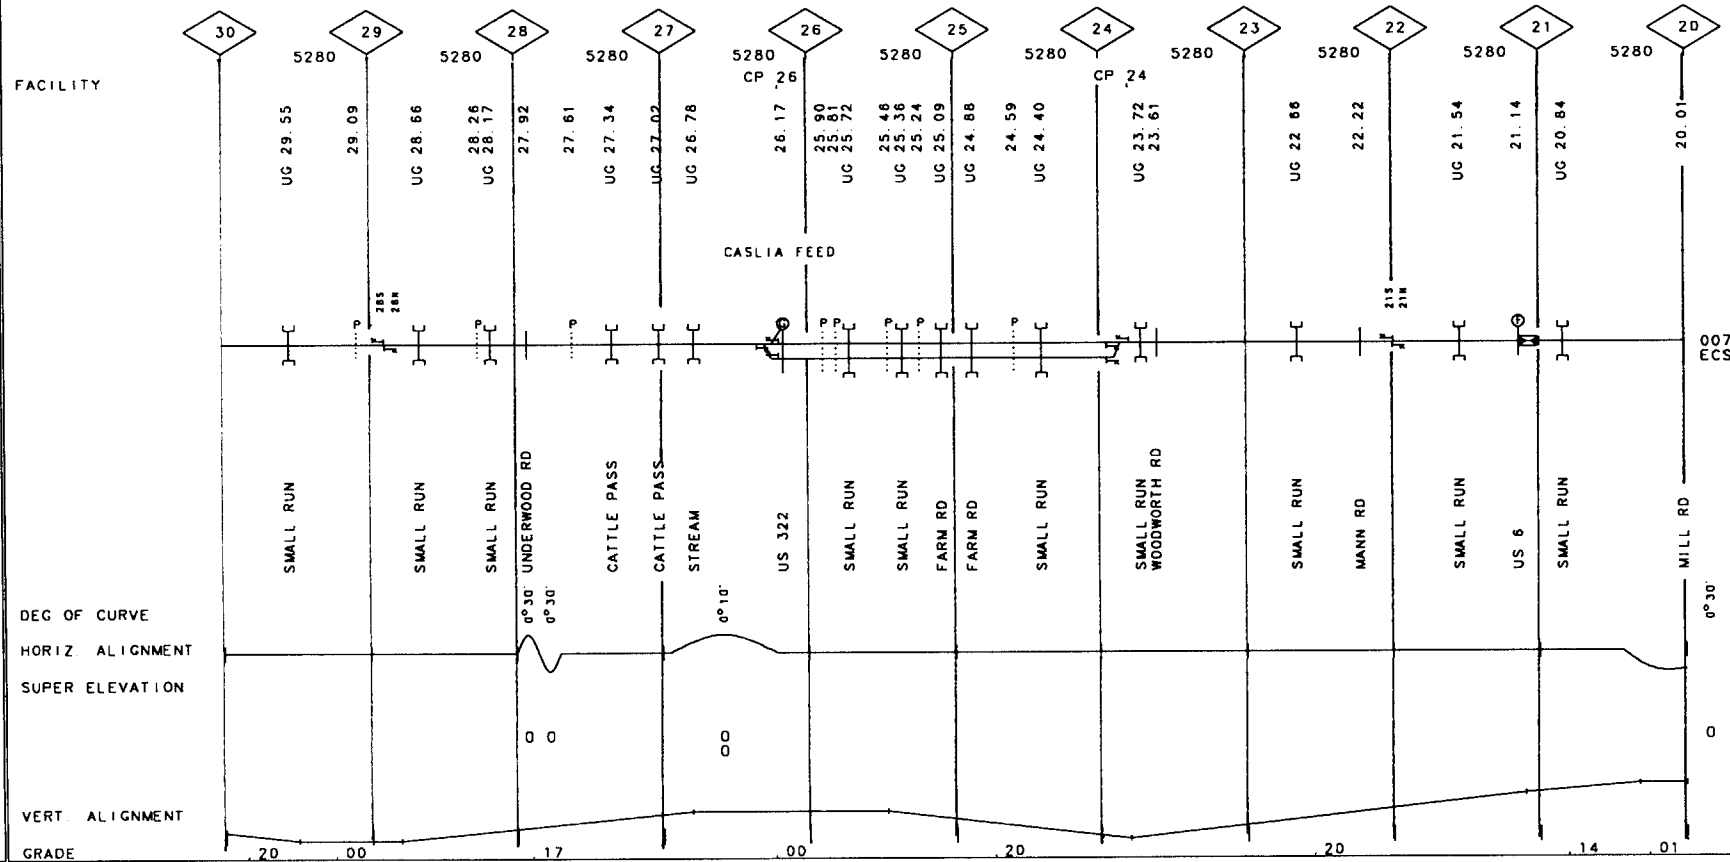 30 29 28 27 26 25 24 23 22 21 20
5280 5280 5280 5280 5280 5280 5280 5280 5280 5280
FACILITY
CP 26
CP 24
UG 29.55
29.09
UG 28.66
28.26
UG 28.17
27.92
27.61
UG 27.34
UG 27.02
UG 26.78
26.17
25.90
25.81
UG 25.72
25.46
UG 25.36
25.24
UG 25.09
UG 24.88
24.59
UG 24.40
UG 23.72
23.61
UG 22 66
22.22
UG 21.54
21.14
UG 20.84
20.01
CASLIA FEED
28S
28N
21S
21N
P P P P P P P P
007
ECS
SMALL RUN
SMALL RUN
SMALL RUN
UNDERWOOD RD
CATTLE PASS
CATTLE PASS
STREAM
US 322
SMALL RUN
SMALL RUN
FARM RD
FARM RD
SMALL RUN
SMALL RUN
WOODWORTH RD
SMALL RUN
MANN RD
SMALL RUN
US 6
SMALL RUN
MILL RD
DEG OF CURVE
0°30'
0°30'
0°10'
0°30'
HORIZ. ALIGNMENT
SUPER ELEVATION
0 0
0
0
0
VERT. ALIGNMENT
GRADE
.20 .00 .17 .00 .20 .20 .14 .01